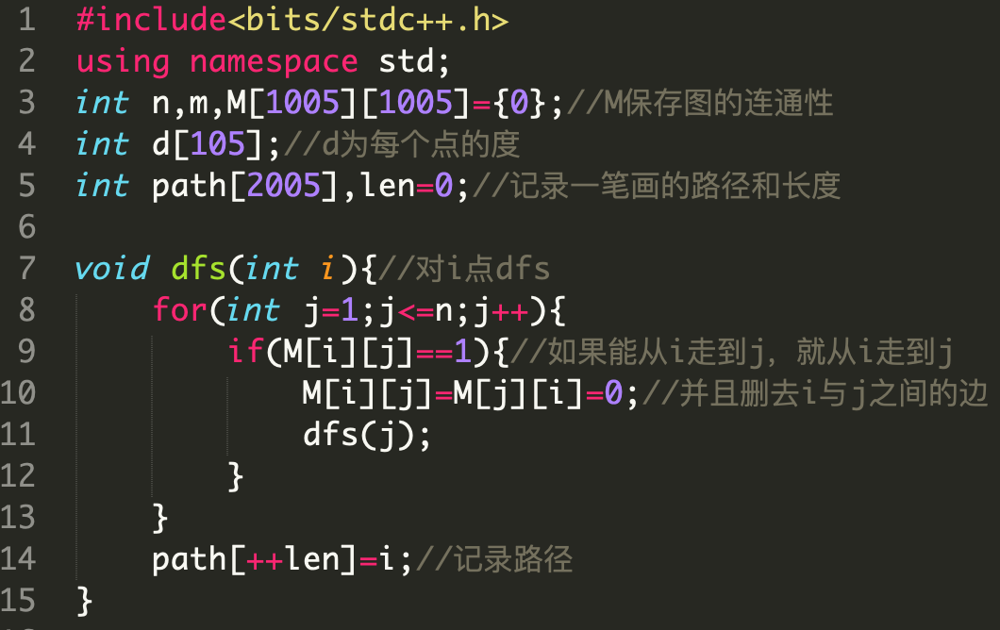 1 #include<bits/stdc++.h>
2 using namespace std;
3 int n,m,M[1005][1005]={0};//M保存图的连通性
4 int d[105];//d为每个点的度
5 int path[2005],len=0;//记录一笔画的路径和长度
6
7 void dfs(int i){//对i点dfs
8     for(int j=1;j<=n;j++){
9         if(M[i][j]==1){//如果能从i走到j，就从i走到j
10             M[i][j]=M[j][i]=0;//并且删去i与j之间的边
11             dfs(j);
12         }
13     }
14     path[++len]=i;//记录路径
15 }